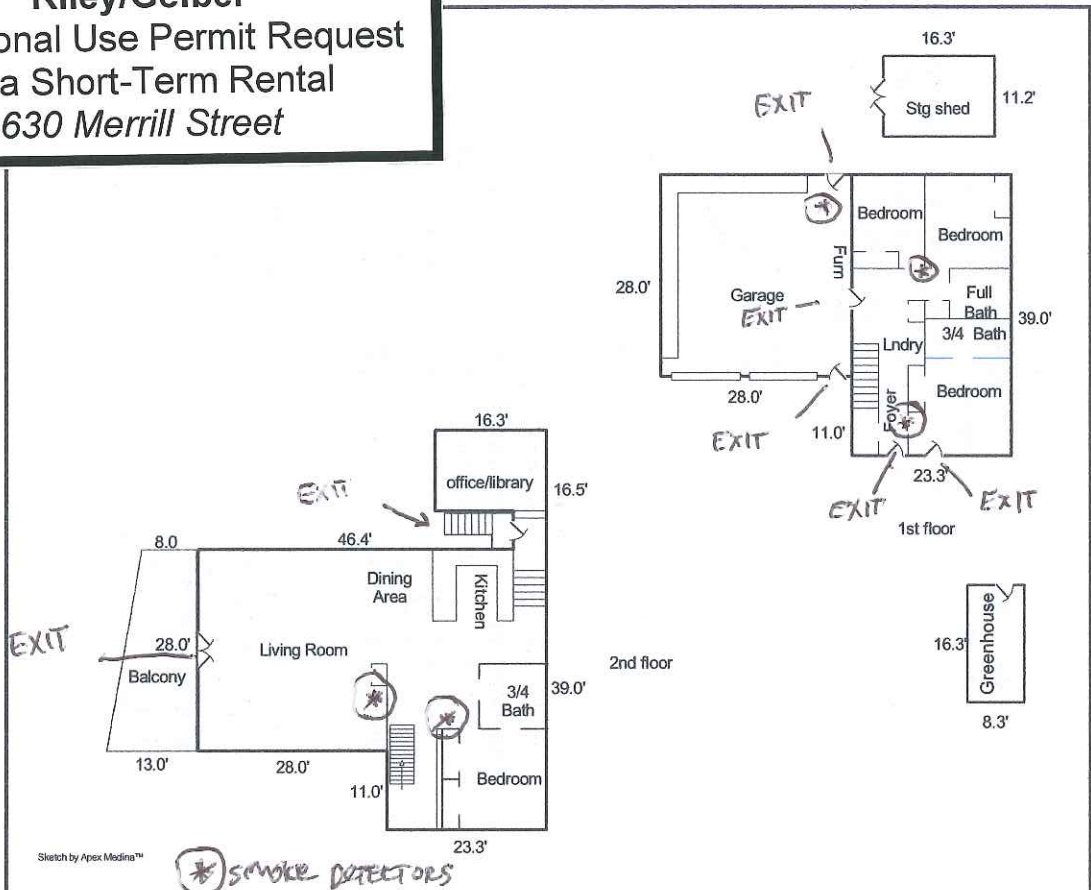 Riley/Gelber
onal Use Permit Request
a Short-Term Rental
630 Merrill Street
16.3'
Stg shed
11.2'
EXIT
Bedroom
Bedroom
Furn
28.0'
Garage
EXIT
Full
Bath
39.0'
3/4 Bath
Lndry
28.0'
Bedroom
Foyer
EXIT
11.0'
23.3'
EXIT
EXIT
1st floor
16.3'
office/library
16.5'
EXIT
8.0
46.4'
Dining
Area
Kitchen
EXIT
28.0'
Living Room
Balcony
2nd floor
3/4
Bath
39.0'
13.0'
28.0'
11.0'
Bedroom
23.3'
Greenhouse
16.3'
8.3'
Sketch by Apex Medina™
* SMOKE DETECTORS